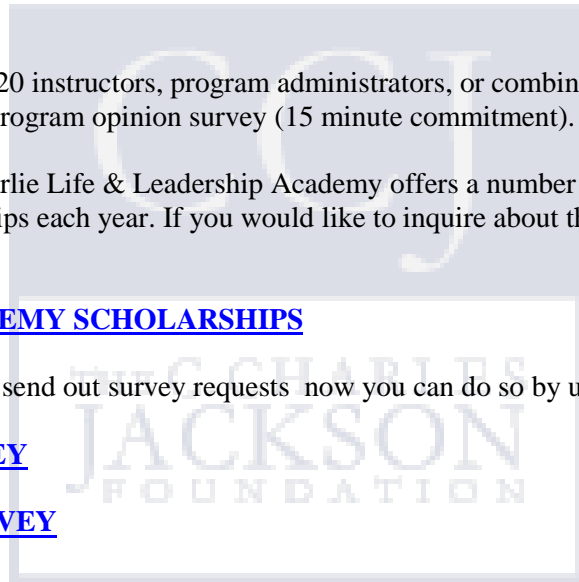 CCJ
20 instructors, program administrators, or combin
rogram opinion survey (15 minute commitment).
rlie Life & Leadership Academy offers a number
ips each year. If you would like to inquire about th
EMY SCHOLARSHIPS
THE C. CHARLES
send out survey requests  now you can do so by u
JACKSON
EY
FOUNDATION
VEY